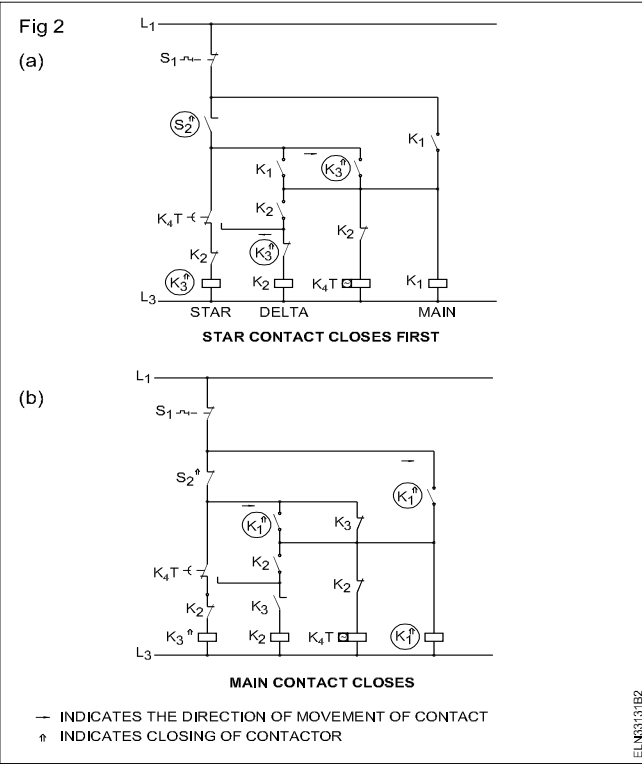 Fig 2
(a)
L1
S1
S2
K1
K3
K1
K4T
K2
K2
K3
K2
K3
K2
K4T
K1
L3
STAR DELTA MAIN
STAR CONTACT CLOSES FIRST
(b)
L1
S1
S2
K1
K1
K3
K4T
K2
K2
K2
K3
K3
K2
K4T
K1
L3
MAIN CONTACT CLOSES
→ INDICATES THE DIRECTION OF MOVEMENT OF CONTACT
⇑ INDICATES CLOSING OF CONTACTOR
ELN33131B2